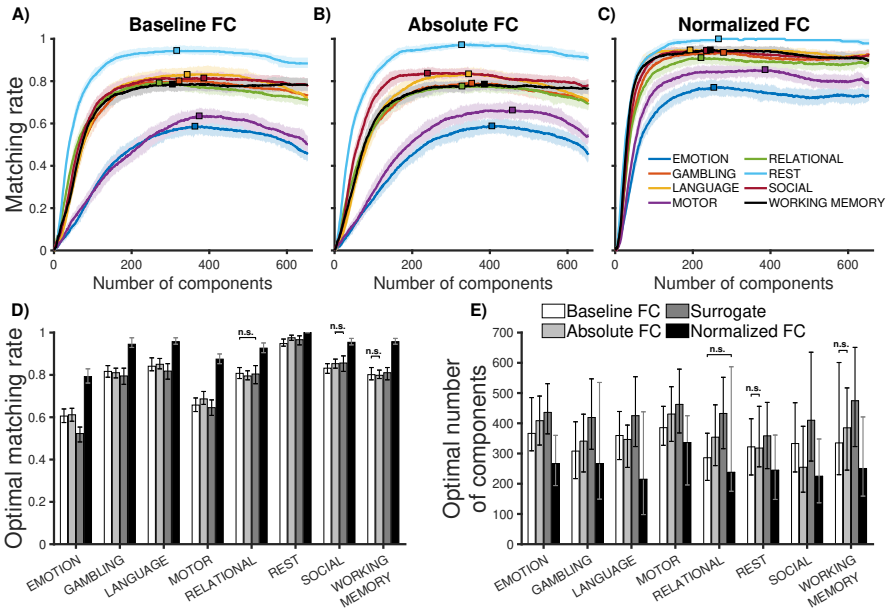 A) Baseline FC
B) Absolute FC
C) Normalized FC
Matching rate
1
0.8
0.6
0.4
0.2
0
0 200 400 600
Number of components
0 200 400 600
Number of components
0 200 400 600
Number of components
EMOTION
GAMBLING
LANGUAGE
MOTOR
RELATIONAL
REST
SOCIAL
WORKING MEMORY
D)
Optimal matching rate
1
0.8
0.6
0.4
0.2
0
n.s.
n.s.
n.s.
EMOTION
GAMBLING
LANGUAGE
MOTOR
RELATIONAL
REST
SOCIAL
WORKING
MEMORY
E)
Baseline FC
Absolute FC
Surrogate
Normalized FC
Optimal number
of components
700
600
500
400
300
200
100
0
n.s.
n.s.
n.s.
EMOTION
GAMBLING
LANGUAGE
MOTOR
RELATIONAL
REST
SOCIAL
WORKING
MEMORY